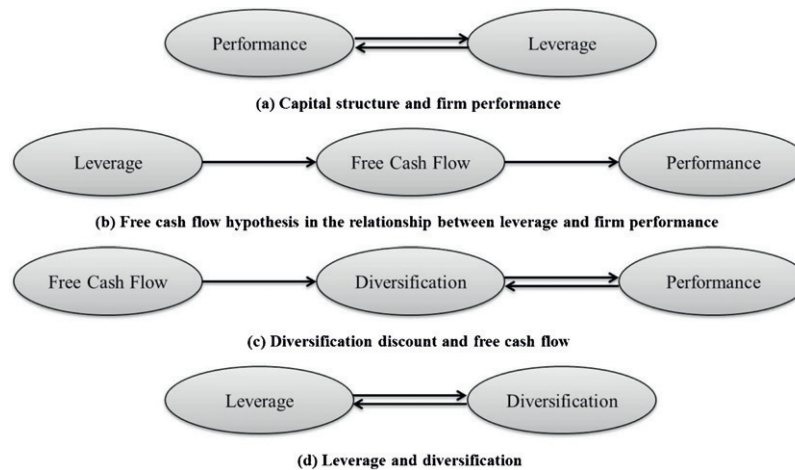 Performance Leverage
(a) Capital structure and firm performance
Leverage Free Cash Flow Performance
(b) Free cash flow hypothesis in the relationship between leverage and firm performance
Free Cash Flow Diversification Performance
(c) Diversification discount and free cash flow
Leverage Diversification
(d) Leverage and diversification